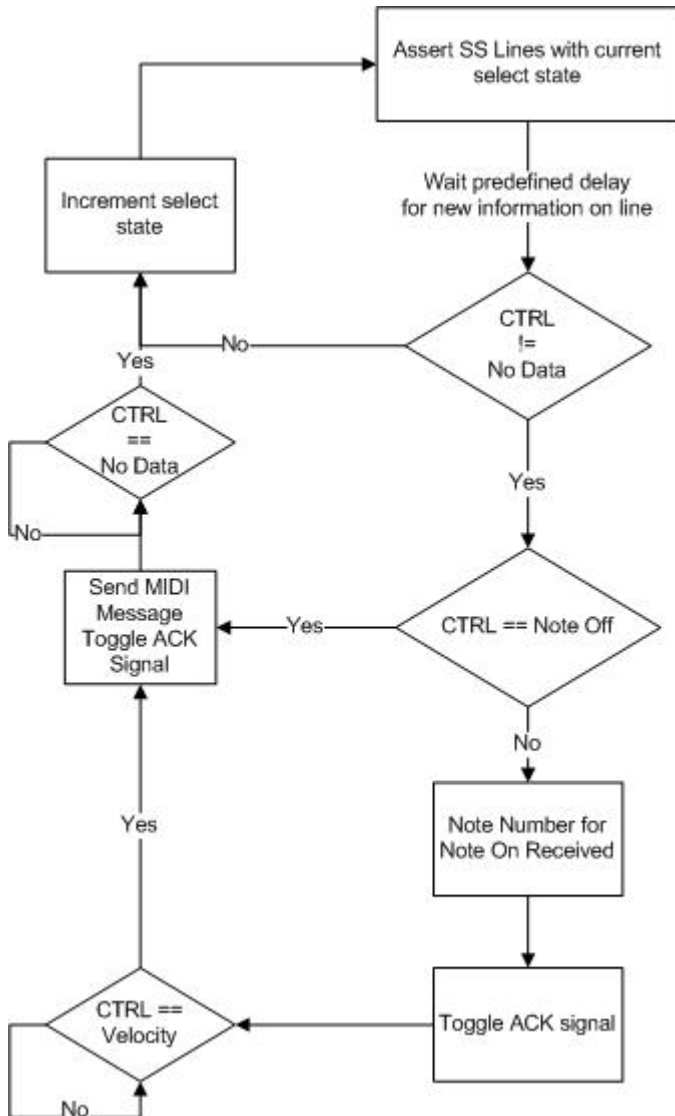 Assert SS Lines with current
select state
Wait predefined delay
for new information on line
Increment select
state
CTRL
!=
No Data
No
Yes
CTRL
==
No Data
No
Yes
CTRL == Note Off
Yes
Send MIDI
Message
Toggle ACK
Signal
No
Note Number for
Note On Received
Yes
Toggle ACK signal
CTRL ==
Velocity
No